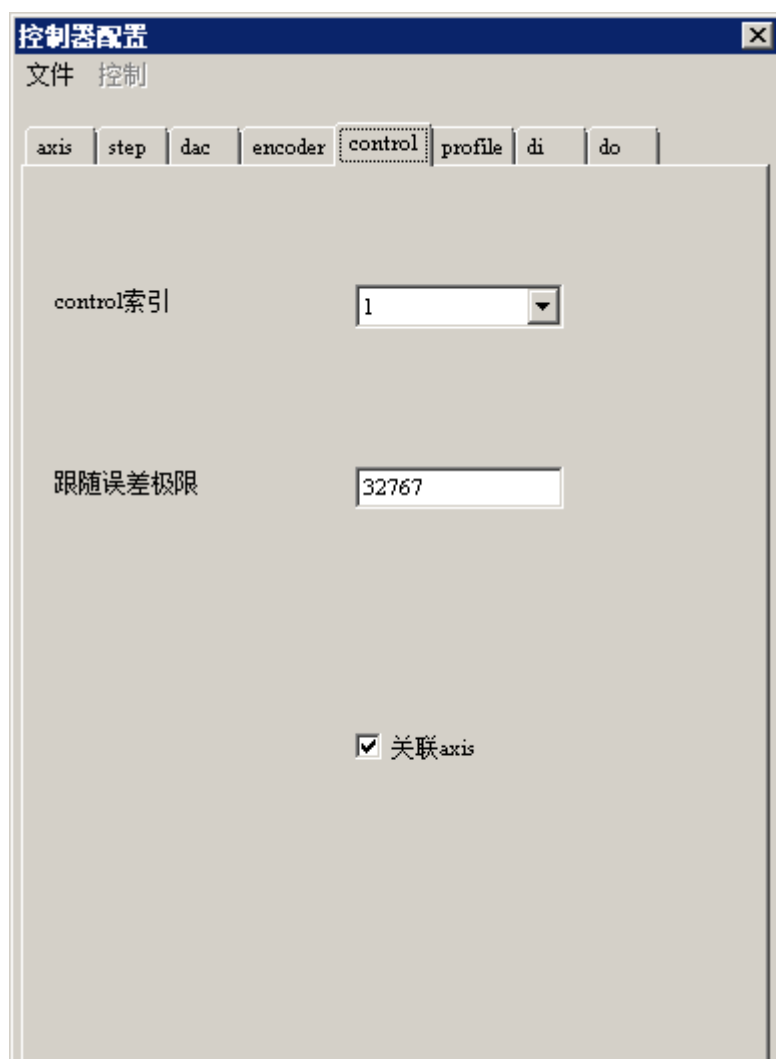 控制器配置
文件 控制
axis step dac encoder control profile di do
control索引 1
跟随误差极限 32767
关联axis